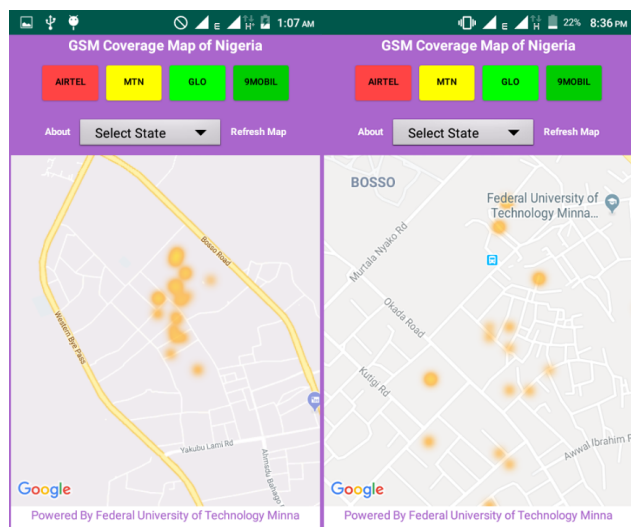 E H+ 1:07 AM
GSM Coverage Map of Nigeria
AIRTEL MTN GLO 9MOBIL
About Select State Refresh Map
Bosso Road
Western Bye Pass
Yakubu Lami Rd
Google
Powered By Federal University of Technology Minna
E H 22% 8:36 PM
GSM Coverage Map of Nigeria
AIRTEL MTN GLO 9MOBIL
About Select State Refresh Map
BOSSO
Federal University of
Technology Minna...
Murtala Nyako Rd
Okada Road
Kutigi Rd
Awwal Ibrahim R
Google
Powered By Federal University of Technology Minna